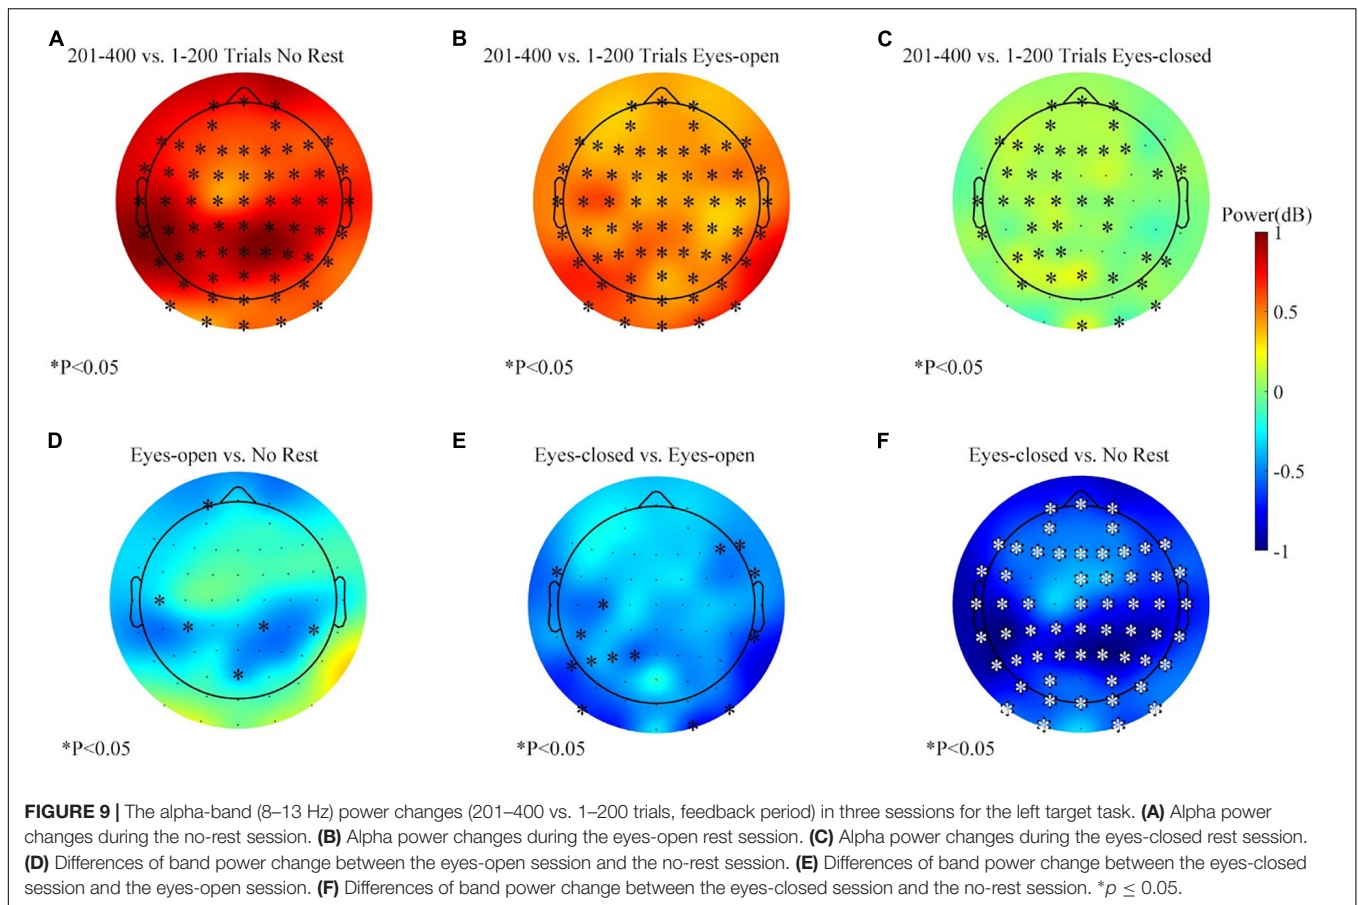 A
201-400 vs. 1-200 Trials No Rest
*P<0.05
B
201-400 vs. 1-200 Trials Eyes-open
*P<0.05
C
201-400 vs. 1-200 Trials Eyes-closed
*P<0.05
Power(dB)
1
0.5
0
-0.5
-1
D
Eyes-open vs. No Rest
*P<0.05
E
Eyes-closed vs. Eyes-open
*P<0.05
F
Eyes-closed vs. No Rest
*P<0.05
FIGURE 9 | The alpha-band (8–13 Hz) power changes (201–400 vs. 1–200 trials, feedback period) in three sessions for the left target task. (A) Alpha power
changes during the no-rest session. (B) Alpha power changes during the eyes-open rest session. (C) Alpha power changes during the eyes-closed rest session.
(D) Differences of band power change between the eyes-open session and the no-rest session. (E) Differences of band power change between the eyes-closed
session and the eyes-open session. (F) Differences of band power change between the eyes-closed session and the no-rest session. *p ≤ 0.05.